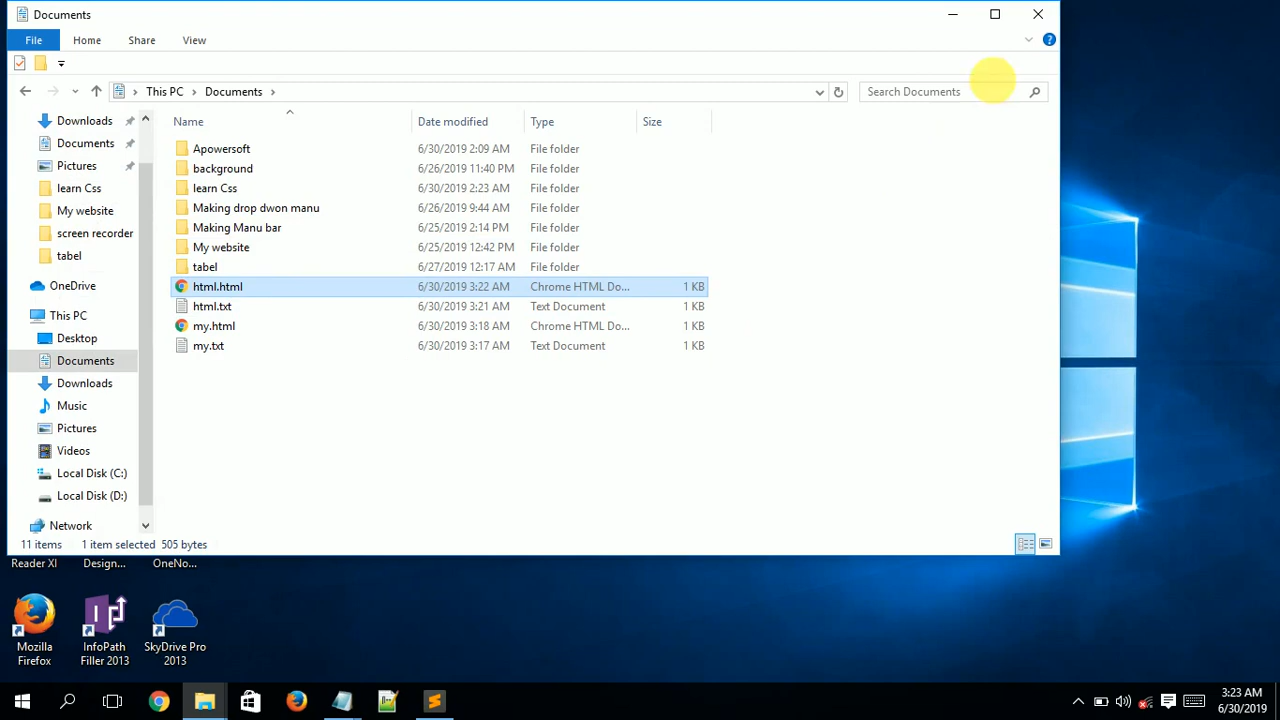 Documents
File Home Share View
This PC Documents
Search Documents
Name Date modified Type Size
Downloads
Documents
Pictures
learn Css
My website
screen recorder
tabel
OneDrive
This PC
Desktop
Documents
Downloads
Music
Pictures
Videos
Local Disk (C:)
Local Disk (D:)
Network
Apowersoft 6/30/2019 2:09 AM File folder
background 6/26/2019 11:40 PM File folder
learn Css 6/30/2019 2:23 AM File folder
Making drop dwon manu 6/26/2019 9:44 AM File folder
Making Manu bar 6/25/2019 2:14 PM File folder
My website 6/25/2019 12:42 PM File folder
tabel 6/27/2019 12:17 AM File folder
html.html 6/30/2019 3:22 AM Chrome HTML Do... 1 KB
html.txt 6/30/2019 3:21 AM Text Document 1 KB
my.html 6/30/2019 3:18 AM Chrome HTML Do... 1 KB
my.txt 6/30/2019 3:17 AM Text Document 1 KB
11 items 1 item selected 505 bytes
Reader XI
Design...
OneNo...
Mozilla
Firefox
InfoPath
Filler 2013
SkyDrive Pro
2013
3:23 AM
6/30/2019